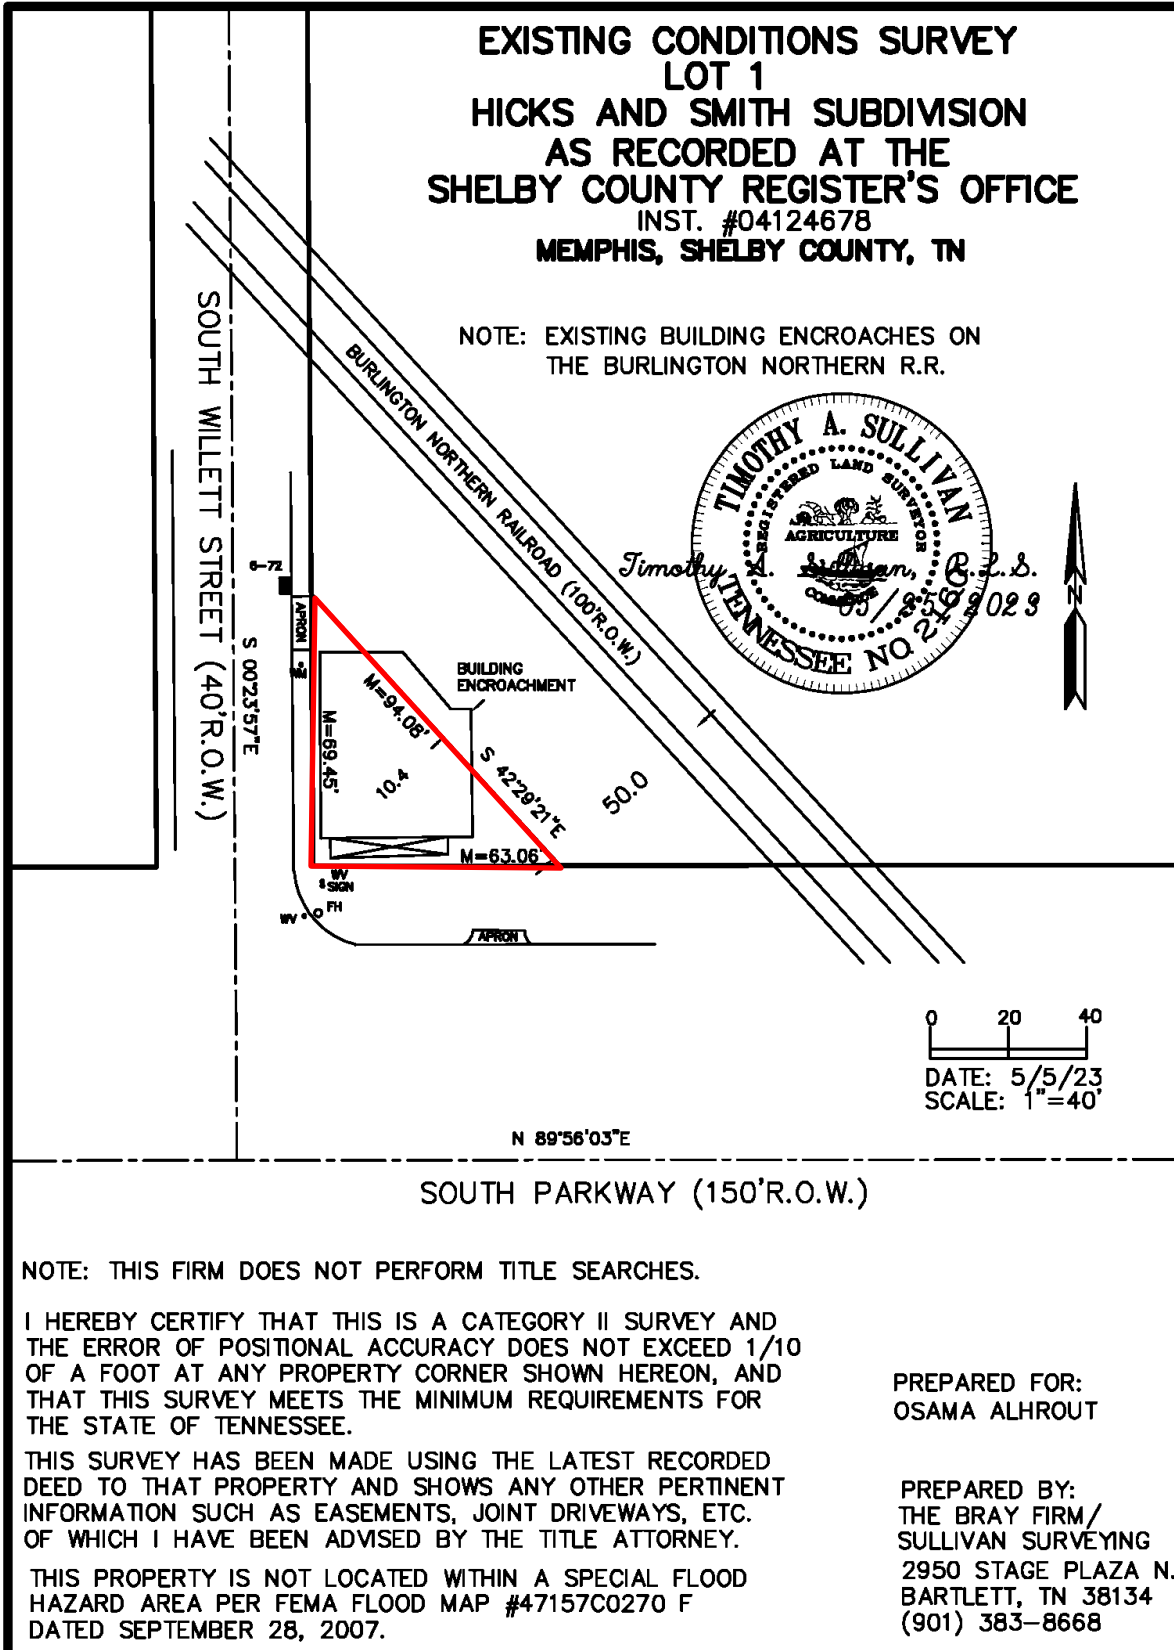 EXISTING CONDITIONS SURVEY
LOT 1
HICKS AND SMITH SUBDIVISION
AS RECORDED AT THE
SHELBY COUNTY REGISTER'S OFFICE
INST. #04124678
MEMPHIS, SHELBY COUNTY, TN
NOTE: EXISTING BUILDING ENCROACHES ON
THE BURLINGTON NORTHERN R.R.
SOUTH WILLETT STREET (40'R.O.W.)
S 00°23'57"E
BURLINGTON NORTHERN RAILROAD (100'R.O.W.)
TIMOTHY A. SULLIVAN
REGISTERED LAND SURVEYOR
AGRICULTURE
TENNESSEE NO. 2160
Timothy A. Sullivan, R.L.S.
05/25/2023
N
6-72
APRON
WM
BUILDING
ENCROACHMENT
M=94.08'
M=69.45'
10.4
S 42°29'21"E
50.0
M=63.06'
WV
S SIGN
FH
WV
APRON
0 20 40
DATE: 5/5/23
SCALE: 1"=40'
N 89°56'03"E
SOUTH PARKWAY (150'R.O.W.)
NOTE: THIS FIRM DOES NOT PERFORM TITLE SEARCHES.
I HEREBY CERTIFY THAT THIS IS A CATEGORY II SURVEY AND
THE ERROR OF POSITIONAL ACCURACY DOES NOT EXCEED 1/10
OF A FOOT AT ANY PROPERTY CORNER SHOWN HEREON, AND
THAT THIS SURVEY MEETS THE MINIMUM REQUIREMENTS FOR
THE STATE OF TENNESSEE.
THIS SURVEY HAS BEEN MADE USING THE LATEST RECORDED
DEED TO THAT PROPERTY AND SHOWS ANY OTHER PERTINENT
INFORMATION SUCH AS EASEMENTS, JOINT DRIVEWAYS, ETC.
OF WHICH I HAVE BEEN ADVISED BY THE TITLE ATTORNEY.
THIS PROPERTY IS NOT LOCATED WITHIN A SPECIAL FLOOD
HAZARD AREA PER FEMA FLOOD MAP #47157C0270 F
DATED SEPTEMBER 28, 2007.
PREPARED FOR:
OSAMA ALHROUT
PREPARED BY:
THE BRAY FIRM/
SULLIVAN SURVEYING
2950 STAGE PLAZA N.
BARTLETT, TN 38134
(901) 383-8668